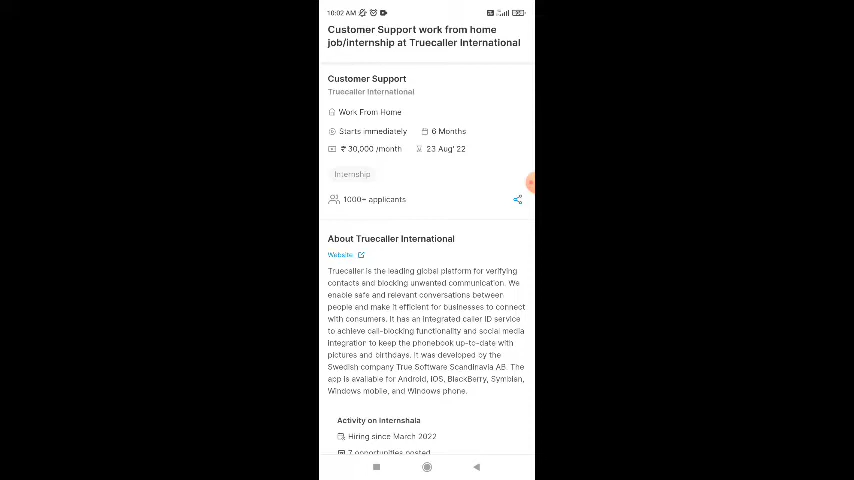 10:02 AM
Customer Support work from home
job/internship at Truecaller International
Customer Support
Truecaller International
Work From Home
Starts immediately 6 Months
₹ 30,000 /month 23 Aug' 22
Internship
1000+ applicants
About Truecaller International
Website
Truecaller is the leading global platform for verifying
contacts and blocking unwanted communication. We
enable safe and relevant conversations between
people and make it efficient for businesses to connect
with consumers. It has an integrated caller ID service
to achieve call-blocking functionality and social media
integration to keep the phonebook up-to-date with
pictures and birthdays. It was developed by the
Swedish company True Software Scandinavia AB. The
app is available for Android, iOS, BlackBerry, Symbian,
Windows mobile, and Windows phone.
Activity on Internshala
Hiring since March 2022
7 opportunities posted